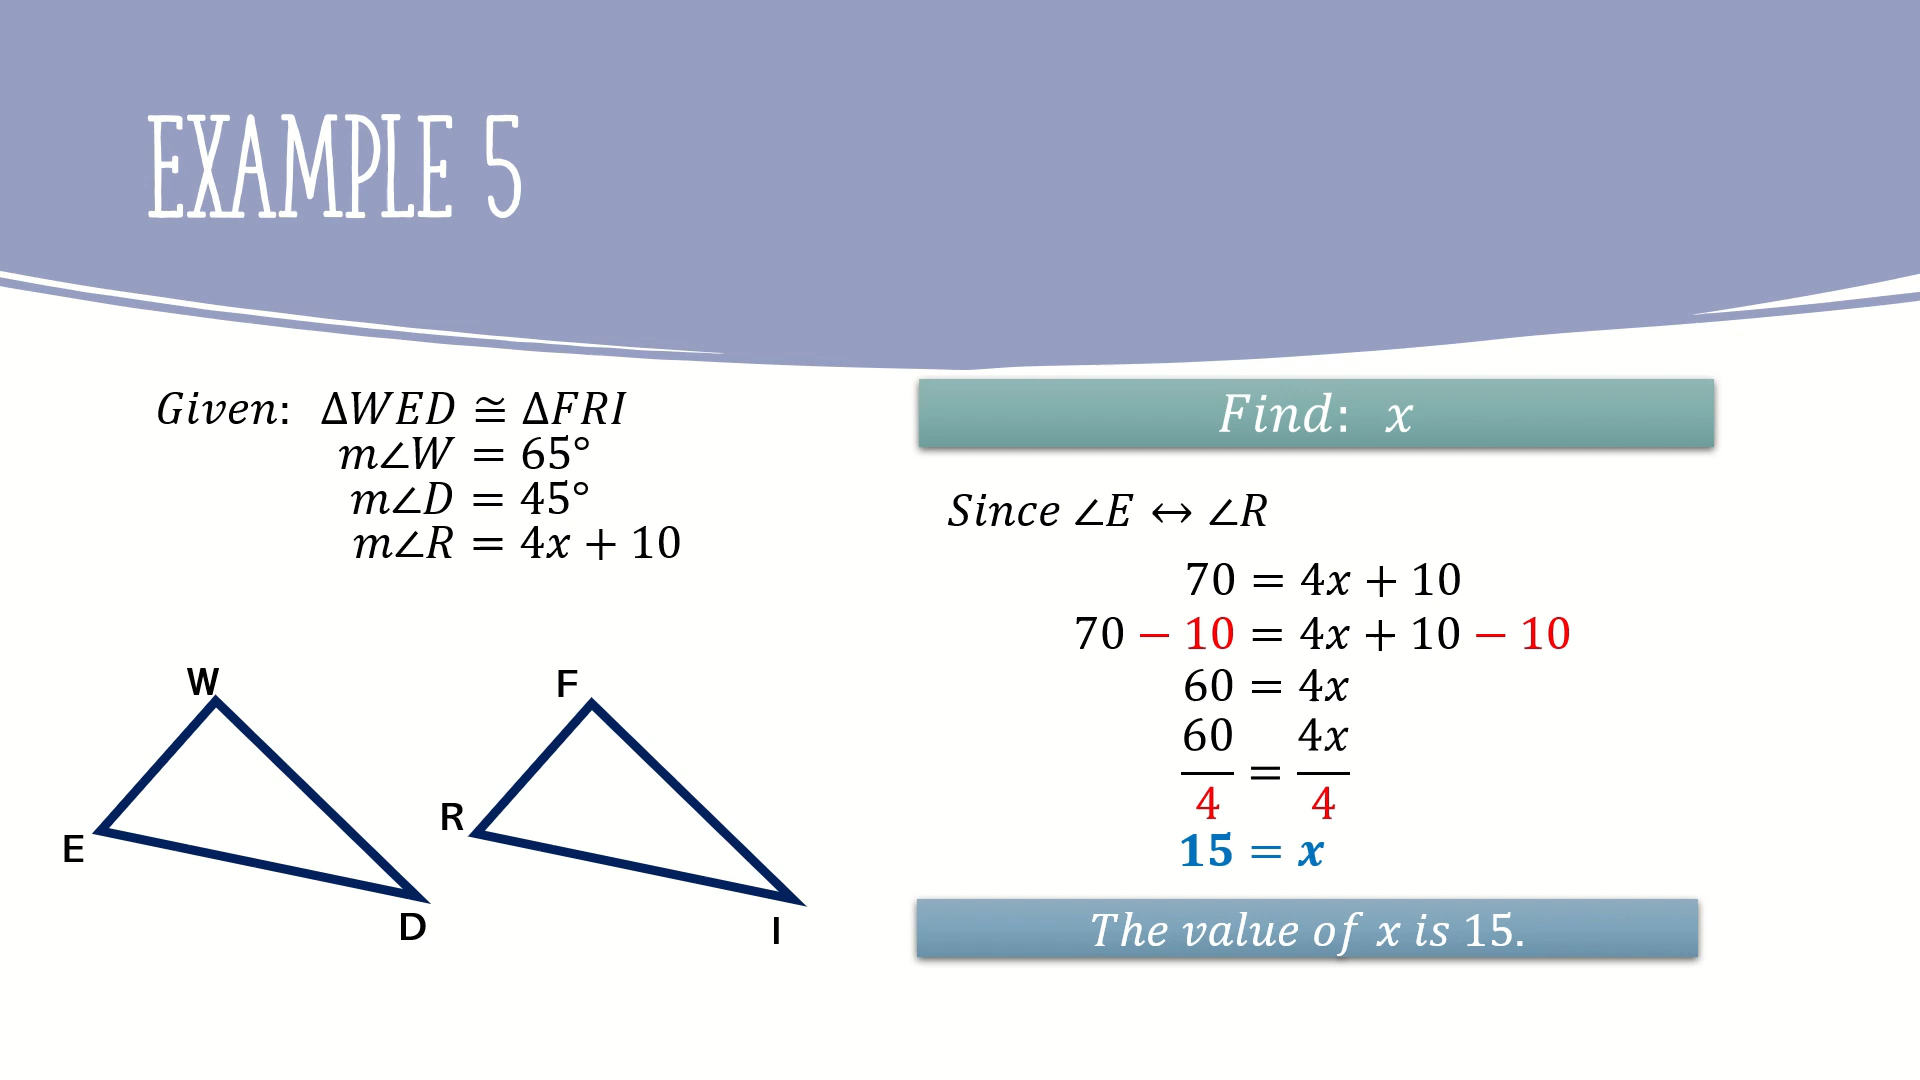 EXAMPLE 5
Given: ΔWED ≅ ΔFRI
m∠W = 65°
m∠D = 45°
m∠R = 4x + 10
W
E
D
F
R
I
Find: x
Since ∠E ↔ ∠R
70 = 4x + 10
70 − 10 = 4x + 10 − 10
60 = 4x
60/4 = 4x/4
15 = x
The value of x is 15.